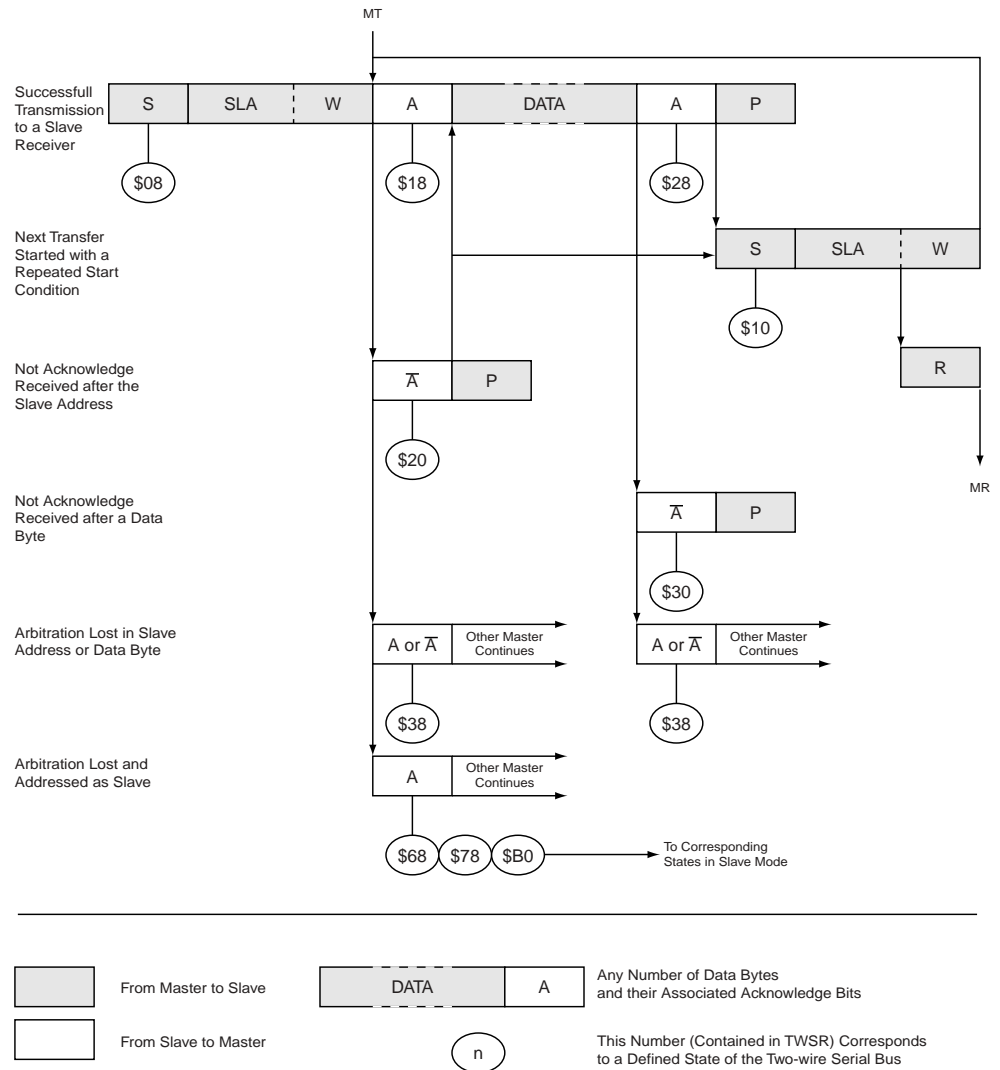 MT
Successfull
Transmission
to a Slave
Receiver
S SLA W A DATA A P
$08 $18 $28
Next Transfer
Started with a
Repeated Start
Condition
S SLA W
$10
Not Acknowledge
Received after the
Slave Address
A̅ P
R
$20
MR
Not Acknowledge
Received after a Data
Byte
A̅ P
$30
Arbitration Lost in Slave
Address or Data Byte
A or A̅
Other Master
Continues
A or A̅
Other Master
Continues
$38 $38
Arbitration Lost and
Addressed as Slave
A
Other Master
Continues
$68 $78 $B0
To Corresponding
States in Slave Mode
From Master to Slave
DATA A
Any Number of Data Bytes
and their Associated Acknowledge Bits
From Slave to Master
n
This Number (Contained in TWSR) Corresponds
to a Defined State of the Two-wire Serial Bus